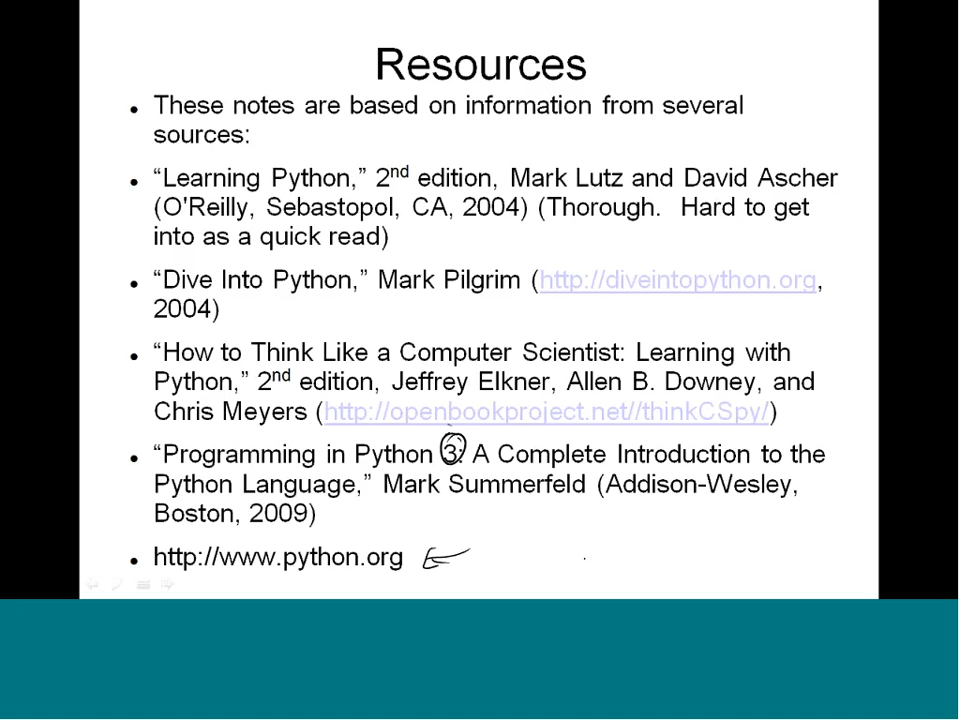 Resources
• These notes are based on information from several
sources:
• “Learning Python,” 2nd edition, Mark Lutz and David Ascher
(O'Reilly, Sebastopol, CA, 2004) (Thorough.  Hard to get
into as a quick read)
• “Dive Into Python,” Mark Pilgrim (http://diveintopython.org,
2004)
• “How to Think Like a Computer Scientist: Learning with
Python,” 2nd edition, Jeffrey Elkner, Allen B. Downey, and
Chris Meyers (http://openbookproject.net//thinkCSpy/)
• “Programming in Python 3: A Complete Introduction to the
Python Language,” Mark Summerfeld (Addison-Wesley,
Boston, 2009)
• http://www.python.org